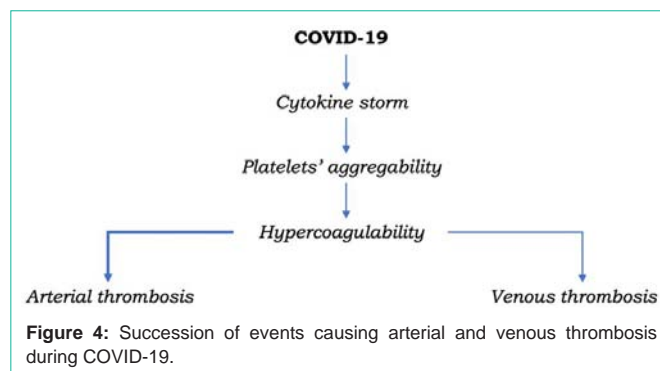 COVID-19
Cytokine storm
Platelets’ aggregability
Hypercoagulability
Arterial thrombosis
Venous thrombosis
Figure 4: Succession of events causing arterial and venous thrombosis
during COVID-19.